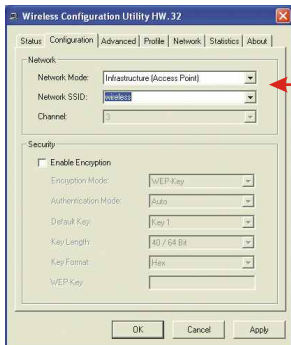 Wireless Configuration Utility HW.32
Status Configuration Advanced Profile Network Statistics About
Network
Network Mode: Infrastructure (Access Point)
Network SSID: wireless
Channel: 3
Security
Enable Encryption
Encryption Mode: WEP-Key
Authentication Mode: Auto
Default Key: Key 1
Key Length: 40 / 64 Bit
Key Format: Hex
WEP-Key
OK Cancel Apply